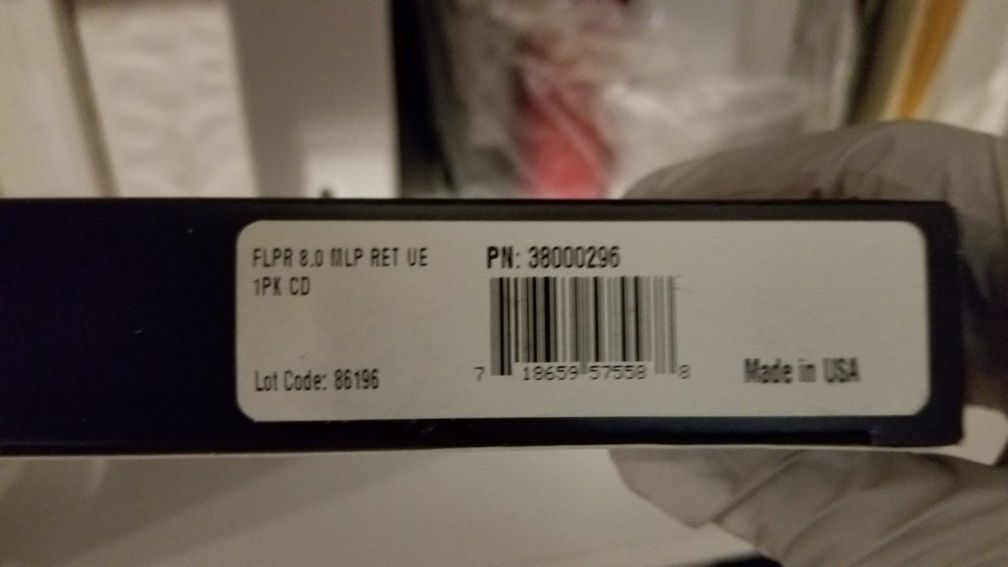 FLPR 8.0 MLP RET UE
1PK CD
PN: 38000296
7 18659 57558 8
Lot Code: 86196
Made in USA